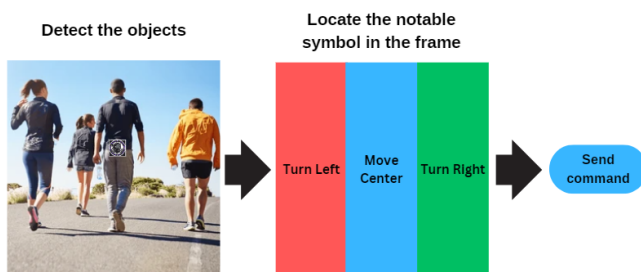 Detect the objects
Locate the notable
symbol in the frame
Turn Left
Move
Center
Turn Right
Send
command